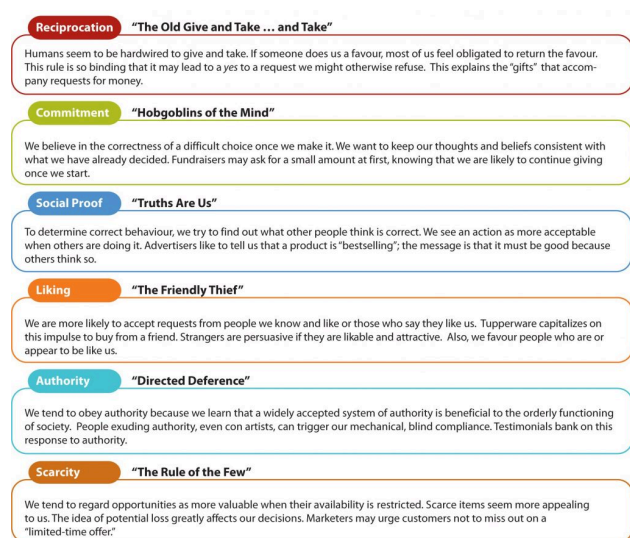 Reciprocation "The Old Give and Take … and Take"
Humans seem to be hardwired to give and take. If someone does us a favour, most of us feel obligated to return the favour.
This rule is so binding that it may lead to a yes to a request we might otherwise refuse. This explains the "gifts" that accom-
pany requests for money.
Commitment "Hobgoblins of the Mind"
We believe in the correctness of a difficult choice once we make it. We want to keep our thoughts and beliefs consistent with
what we have already decided. Fundraisers may ask for a small amount at first, knowing that we are likely to continue giving
once we start.
Social Proof "Truths Are Us"
To determine correct behaviour, we try to find out what other people think is correct. We see an action as more acceptable
when others are doing it. Advertisers like to tell us that a product is "bestselling"; the message is that it must be good because
others think so.
Liking "The Friendly Thief"
We are more likely to accept requests from people we know and like or those who say they like us. Tupperware capitalizes on
this impulse to buy from a friend. Strangers are persuasive if they are likable and attractive. Also, we favour people who are or
appear to be like us.
Authority "Directed Deference"
We tend to obey authority because we learn that a widely accepted system of authority is beneficial to the orderly functioning
of society. People exuding authority, even con artists, can trigger our mechanical, blind compliance. Testimonials bank on this
response to authority.
Scarcity "The Rule of the Few"
We tend to regard opportunities as more valuable when their availability is restricted. Scarce items seem more appealing
to us. The idea of potential loss greatly affects our decisions. Marketers may urge customers not to miss out on a
"limited-time offer."